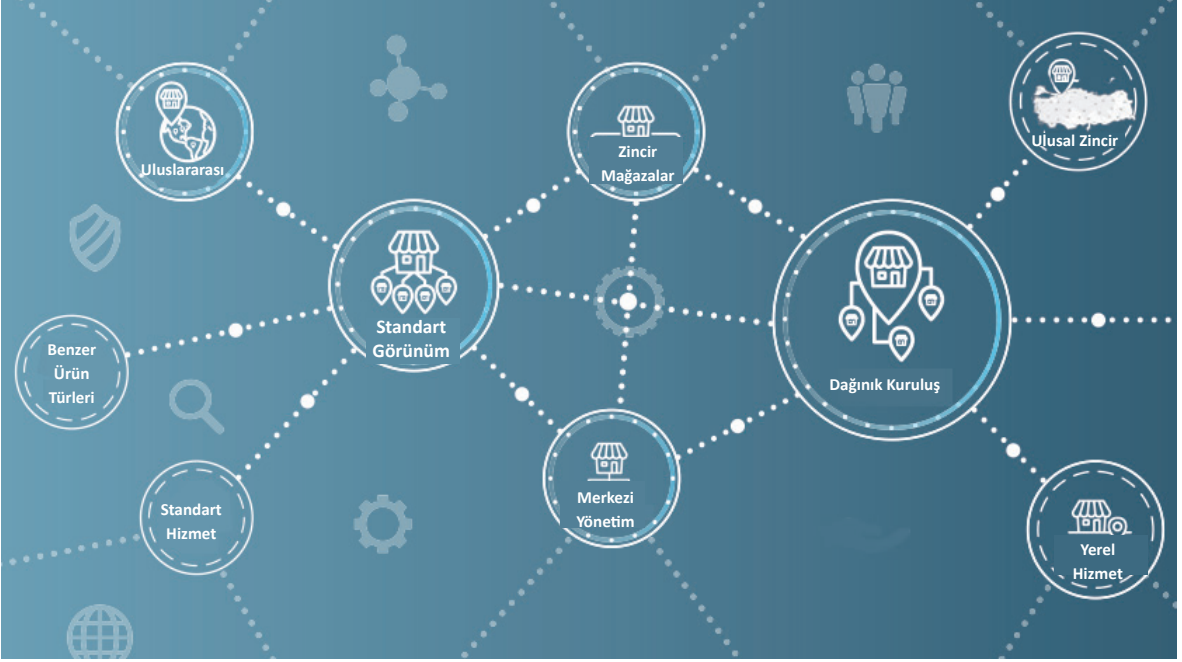 Uluslararası
Zincir
Mağazalar
Ulusal Zincir
Standart
Görünüm
Benzer
Ürün
Türleri
Dağınık Kuruluş
Standart
Hizmet
Merkezi
Yönetim
Yerel
Hizmet